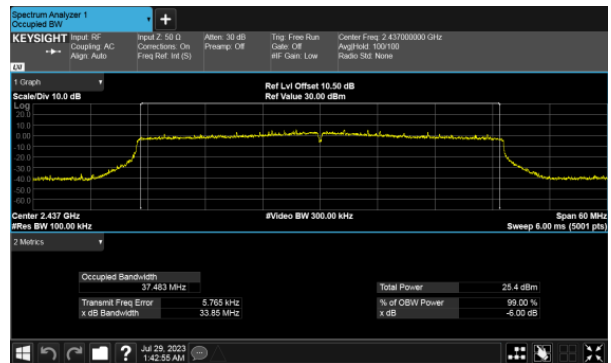 Spectrum Analyzer 1
Occupied BW
KEYSIGHT
Input: RF
Coupling: AC
Align: Auto
Input Z: 50 Ω
Corrections: On
Freq Ref: Int (S)
Atten: 30 dB
Preamp: Off
Trig: Free Run
Gate: Off
#IF Gain: Low
Center Freq: 2.437000000 GHz
Avg|Hold: 100/100
Radio Std: None
LXI
1 Graph
Scale/Div 10.0 dB
Ref Lvl Offset 10.50 dB
Ref Value 30.00 dBm
Log
20.0
10.0
0.00
-10.0
-20.0
-30.0
-40.0
-50.0
-60.0
Center 2.437 GHz
#Res BW 100.00 kHz
#Video BW 300.00 kHz
Span 60 MHz
Sweep 6.00 ms (5001 pts)
2 Metrics
Occupied Bandwidth
37.483 MHz
Transmit Freq Error 5.765 kHz
x dB Bandwidth 33.85 MHz
Total Power 25.4 dBm
% of OBW Power 99.00 %
x dB -6.00 dB
?
Jul 29, 2023
1:42:55 AM